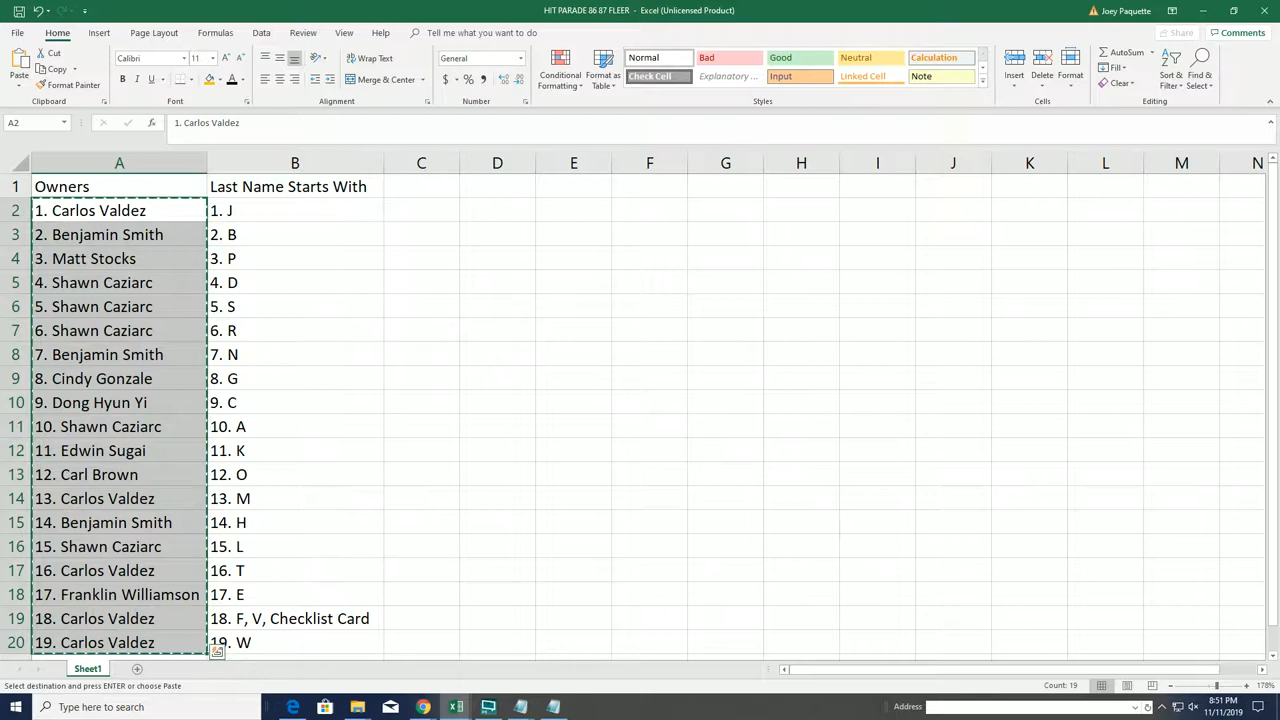 HIT PARADE 86 87 FLEER - Excel (Unlicensed Product)
Joey Paquette
File Home Insert Page Layout Formulas Data Review View Help Tell me what you want to do
Share Comments
Cut
Copy
Format Painter
Paste
Calibri 11
B I U
Wrap Text
Merge & Center
General
$ % ,
Conditional Formatting
Format as Table
Normal Bad Good Neutral Calculation
Check Cell Explanatory ... Input Linked Cell Note
Insert Delete Format
AutoSum
Fill
Clear
Sort & Filter
Find & Select
Clipboard Font Alignment Number Styles Cells Editing
A2 fx 1. Carlos Valdez
A B C D E F G H I J K L M N
1 Owners Last Name Starts With
2 1. Carlos Valdez 1. J
3 2. Benjamin Smith 2. B
4 3. Matt Stocks 3. P
5 4. Shawn Caziarc 4. D
6 5. Shawn Caziarc 5. S
7 6. Shawn Caziarc 6. R
8 7. Benjamin Smith 7. N
9 8. Cindy Gonzale 8. G
10 9. Dong Hyun Yi 9. C
11 10. Shawn Caziarc 10. A
12 11. Edwin Sugai 11. K
13 12. Carl Brown 12. O
14 13. Carlos Valdez 13. M
15 14. Benjamin Smith 14. H
16 15. Shawn Caziarc 15. L
17 16. Carlos Valdez 16. T
18 17. Franklin Williamson 17. E
19 18. Carlos Valdez 18. F, V, Checklist Card
20 19. Carlos Valdez 19. W
Sheet1
Select destination and press ENTER or choose Paste
Count: 19
178%
Type here to search
Address
8:51 PM
11/11/2019